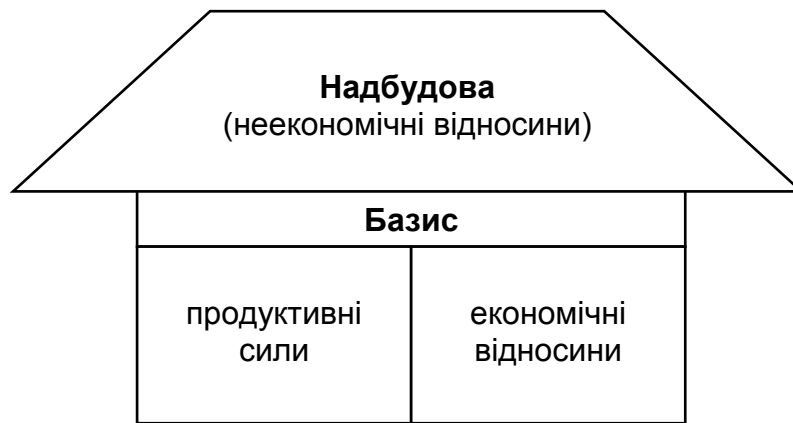 Надбудова
(неекономічні відносини)
Базис
продуктивні
сили
економічні
відносини